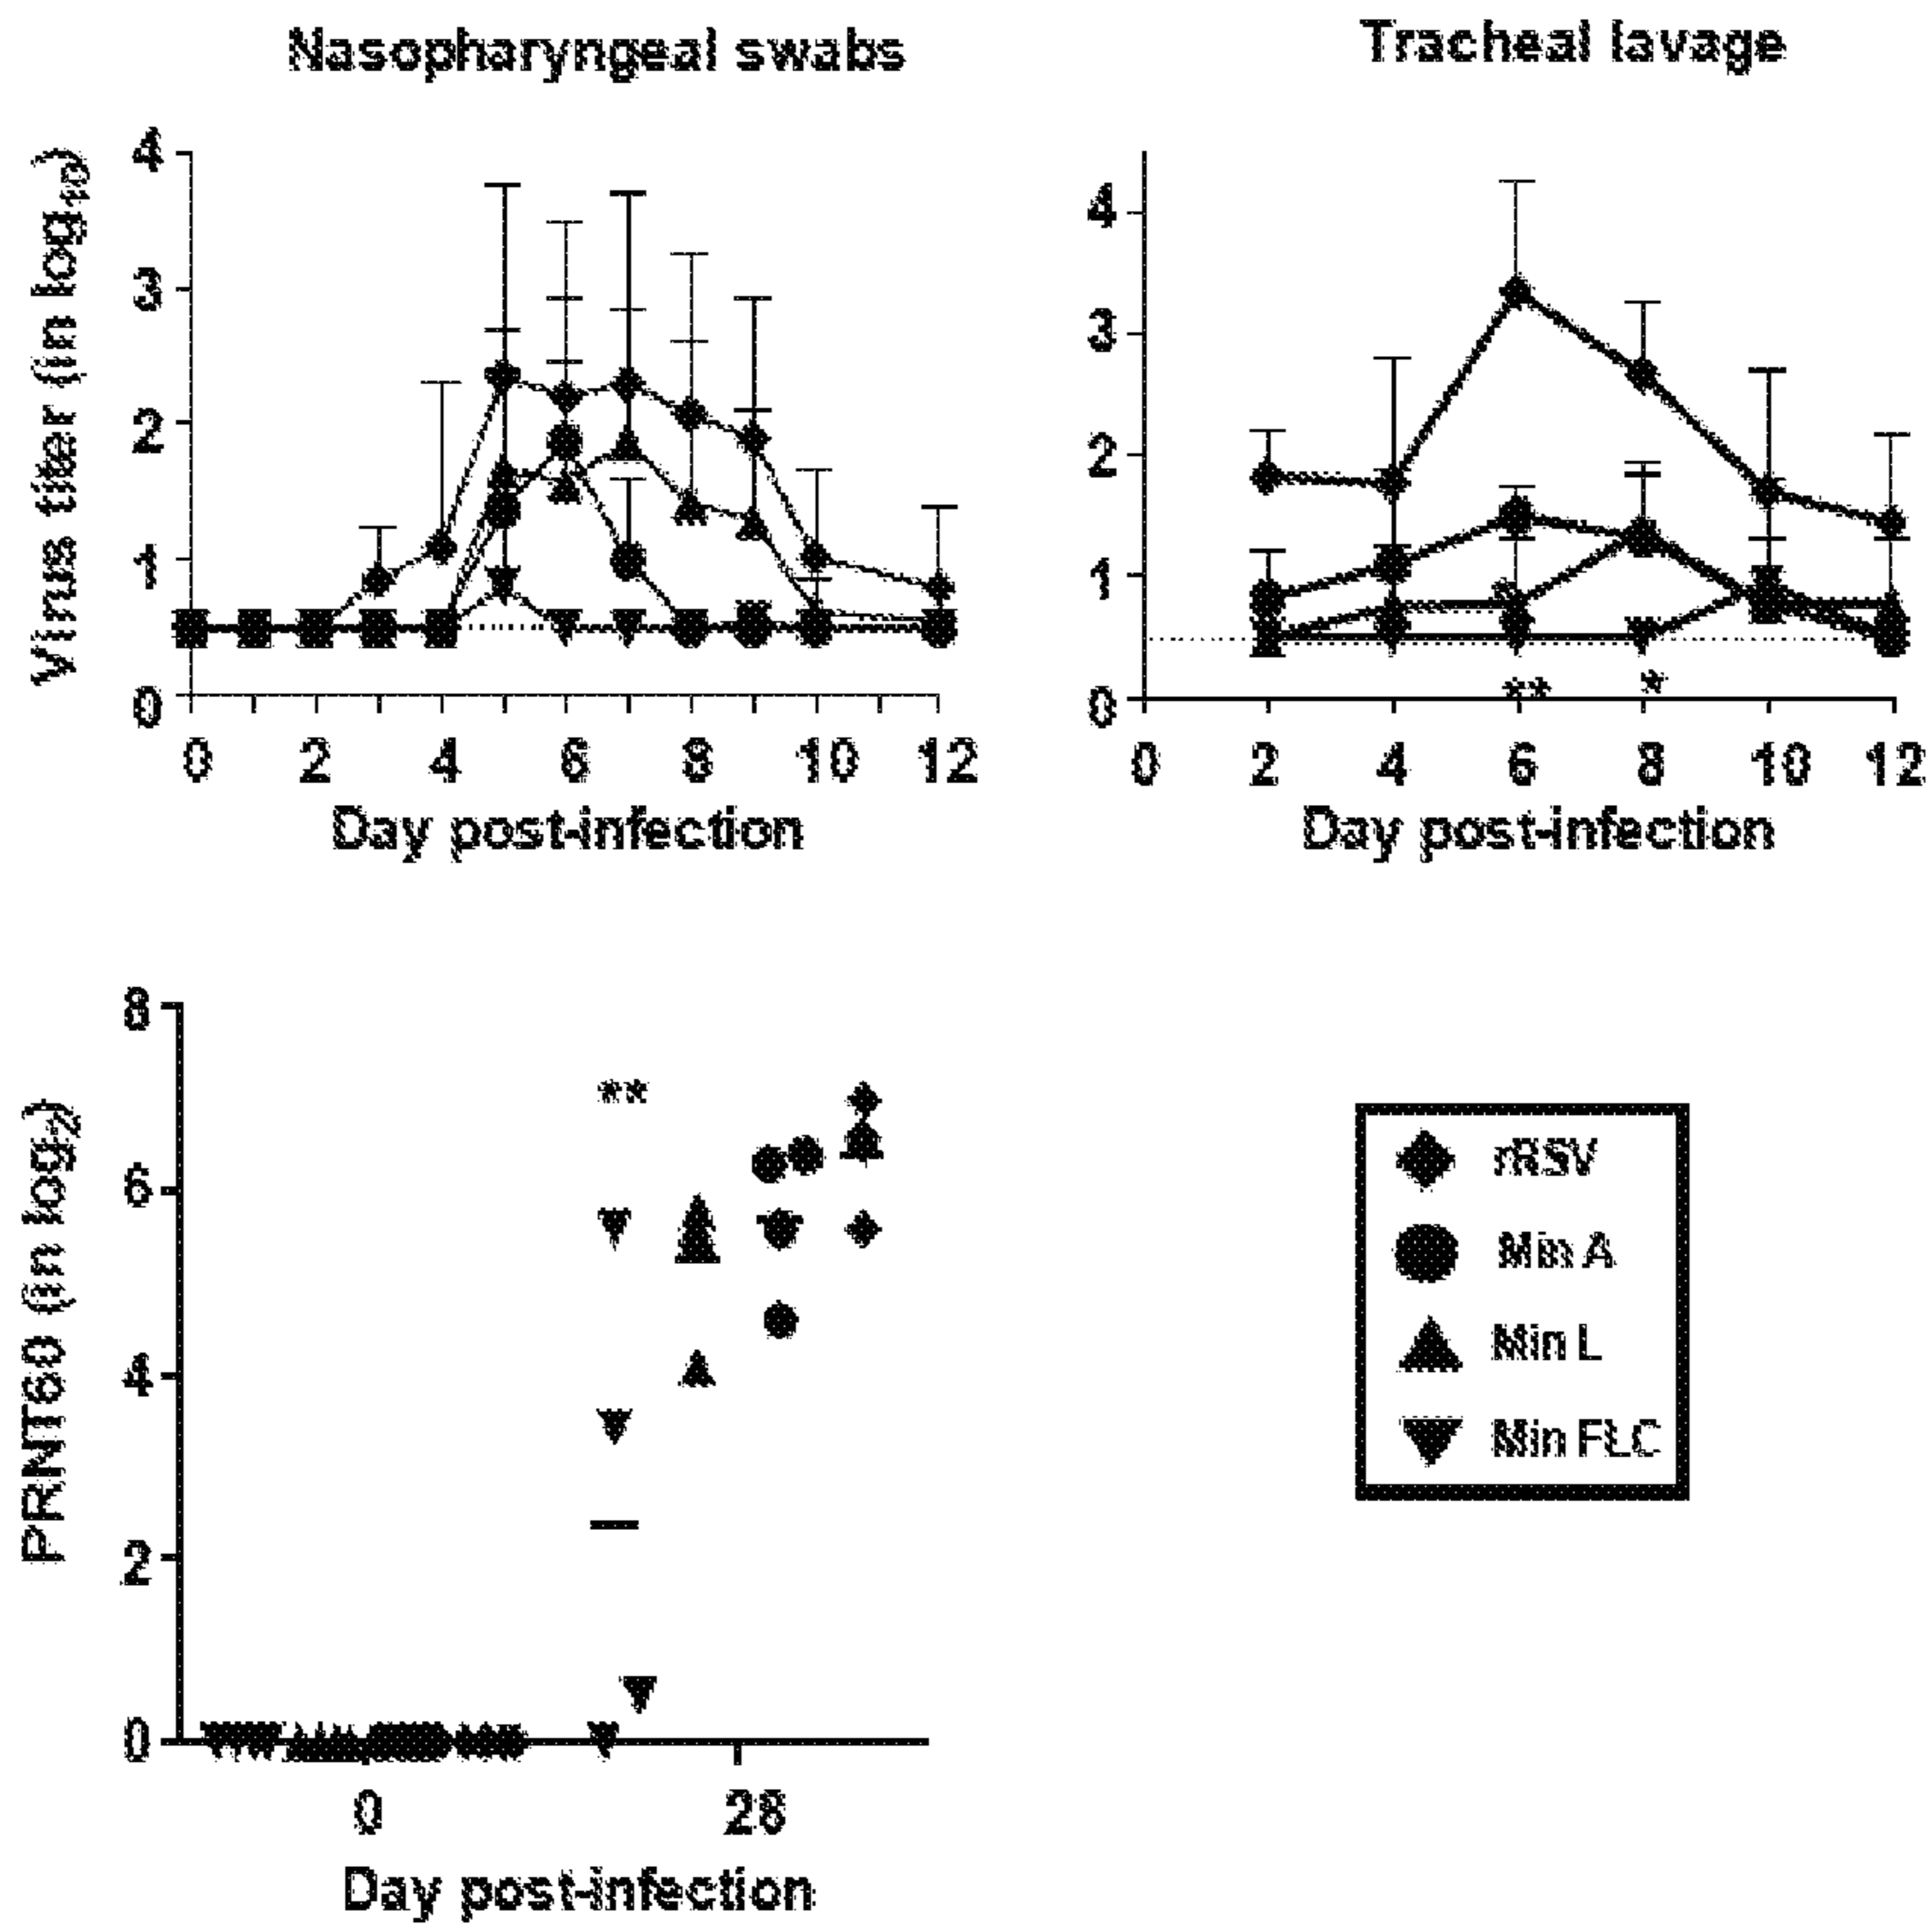 Nasopharyngeal swabs
Tracheal lavage
Virus titer (in log10)
4
3
2
1
0
0 2 4 6 8 10 12
Day post-infection
4
3
2
1
0
** *
0 2 4 6 8 10 12
Day post-infection
PRNT60 (in log2)
8
6
4
2
0
**
0 28
Day post-infection
rRSV
Min A
Min L
Min FLC